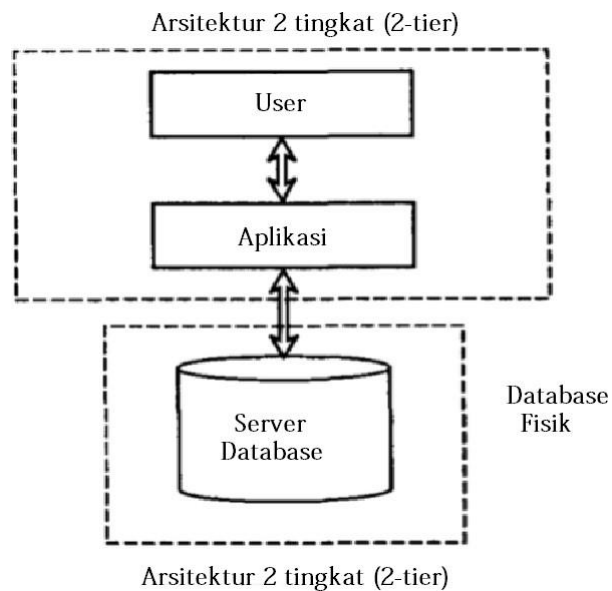 Arsitektur 2 tingkat (2-tier)
User
Aplikasi
Server
Database
Database
Fisik
Arsitektur 2 tingkat (2-tier)